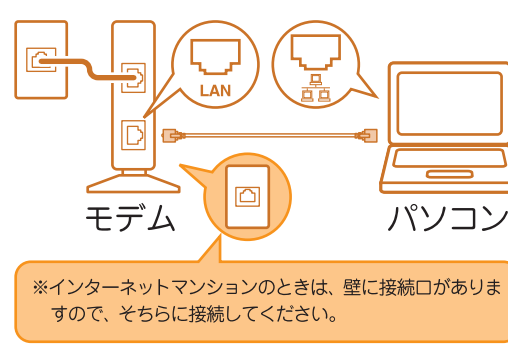 LAN
モデム
パソコン
※インターネットマンションのときは、壁に接続口がありま
すので、そちらに接続してください。